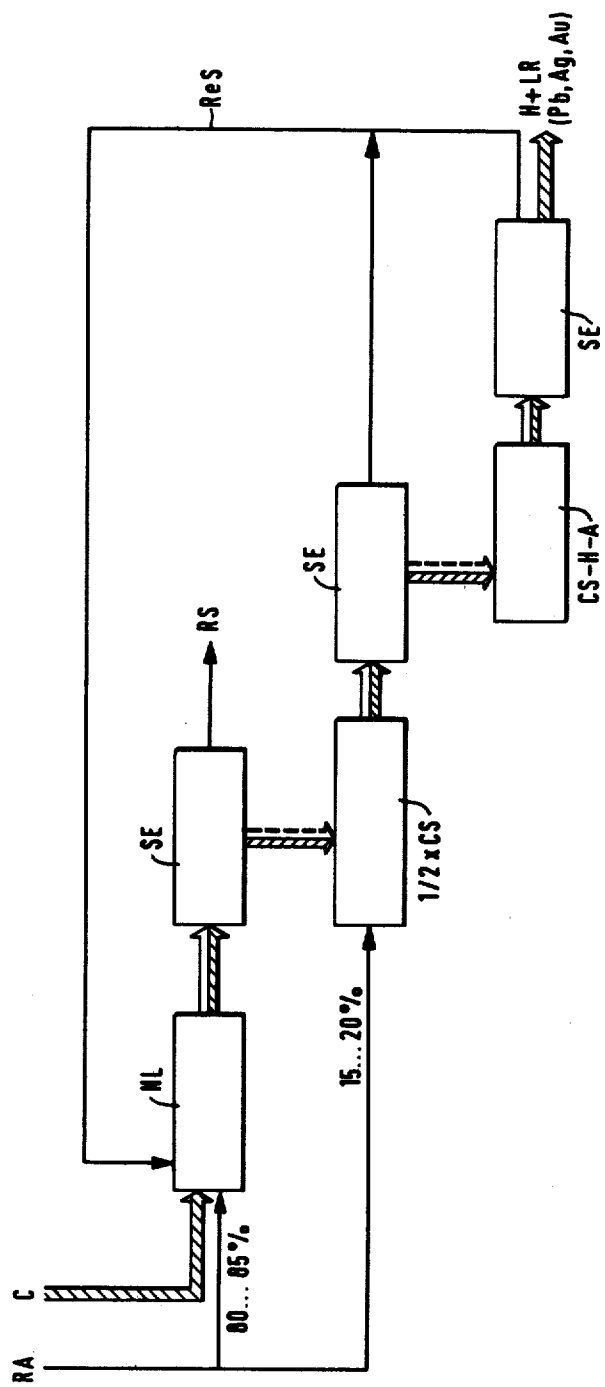 RA
C
80... 85%
NL
SE
RS
15... 20%
1/2 x CS
SE
ReS
CS-H-A
SE
H+LR
(Pb, Ag, Au)